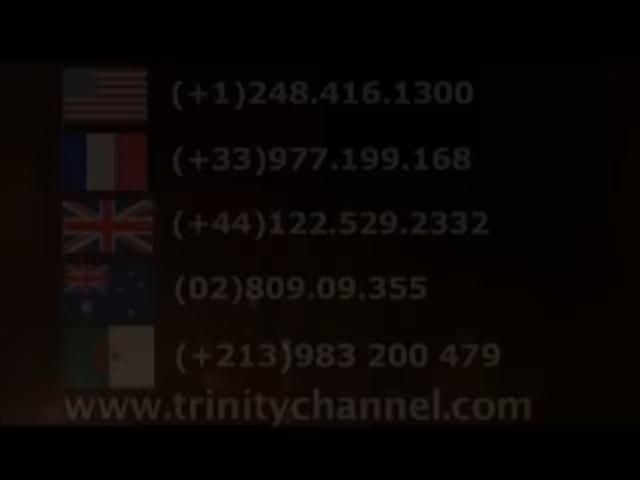 (+1)248.416.1300
(+33)977.199.168
(+44)122.529.2332
(02)809.09.355
(+213)983 200 479
www.trinitychannel.com